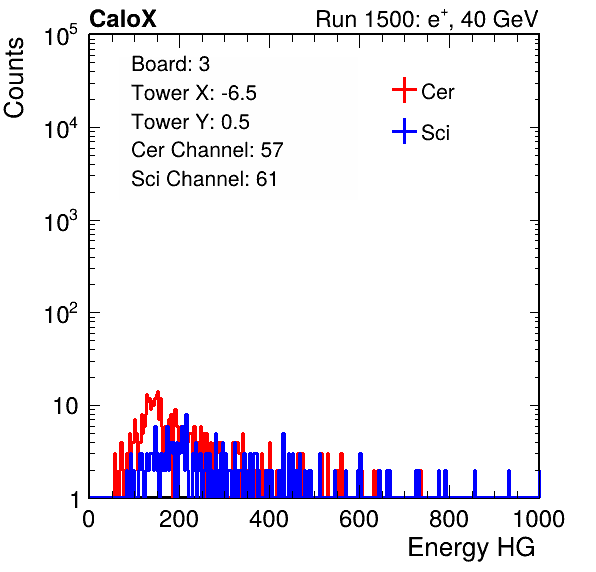 CaloX Run 1500: e⁺, 40 GeV
Counts
10⁵
10⁴
10³
10²
10
1
Board: 3
Tower X: -6.5
Tower Y: 0.5
Cer Channel: 57
Sci Channel: 61
Cer
Sci
0 200 400 600 800 1000
Energy HG